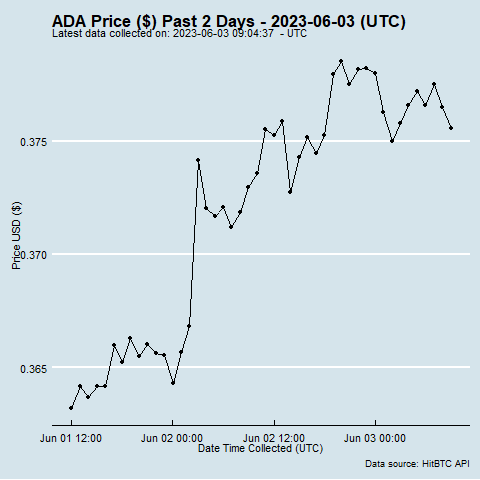 ADA Price ($) Past 2 Days - 2023-06-03 (UTC)
Latest data collected on: 2023-06-03 09:04:37 - UTC
0.375
0.370
0.365
Price USD ($)
Jun 01 12:00 Jun 02 00:00 Jun 02 12:00 Jun 03 00:00
Date Time Collected (UTC)
Data source: HitBTC API